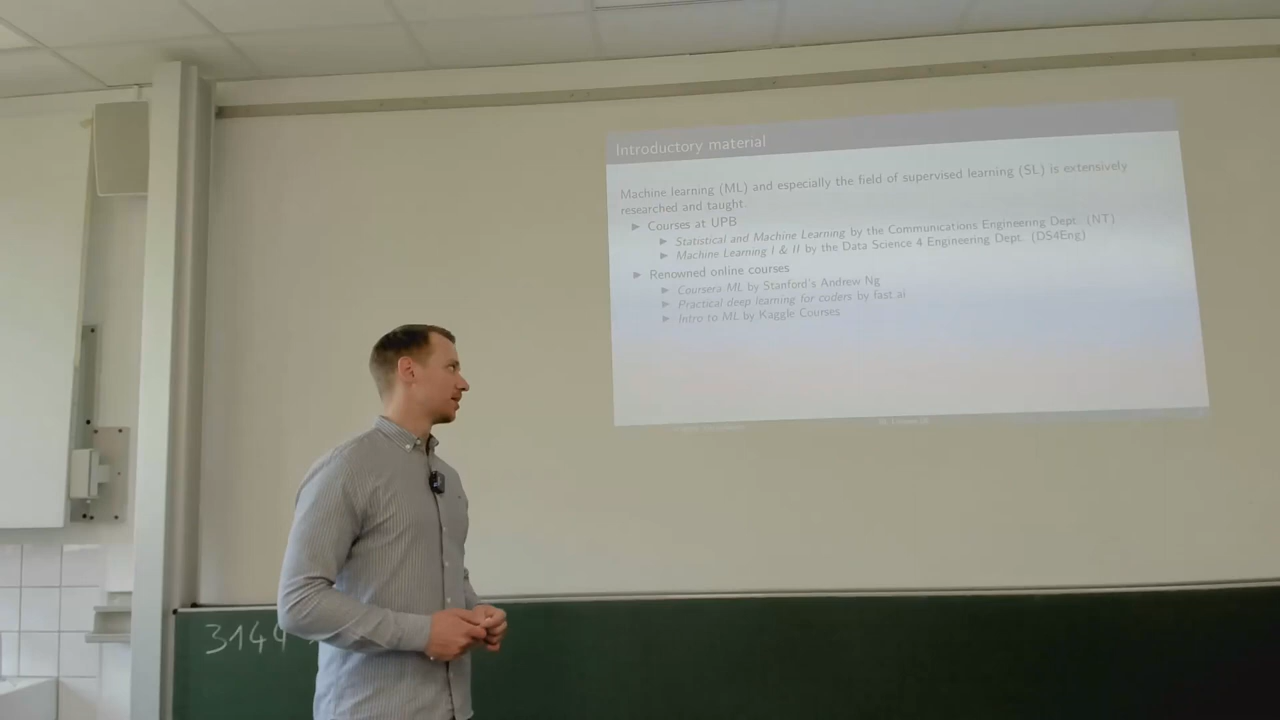 Introductory material
Machine learning (ML) and especially the field of supervised learning (SL) is extensively
researched and taught.
▶ Courses at UPB
▶ Statistical and Machine Learning by the Communications Engineering Dept. (NT)
▶ Machine Learning I & II by the Data Science 4 Engineering Dept. (DS4Eng)
▶ Renowned online courses
▶ Coursera ML by Stanford's Andrew Ng
▶ Practical deep learning for coders by fast.ai
▶ Intro to ML by Kaggle Courses
3144